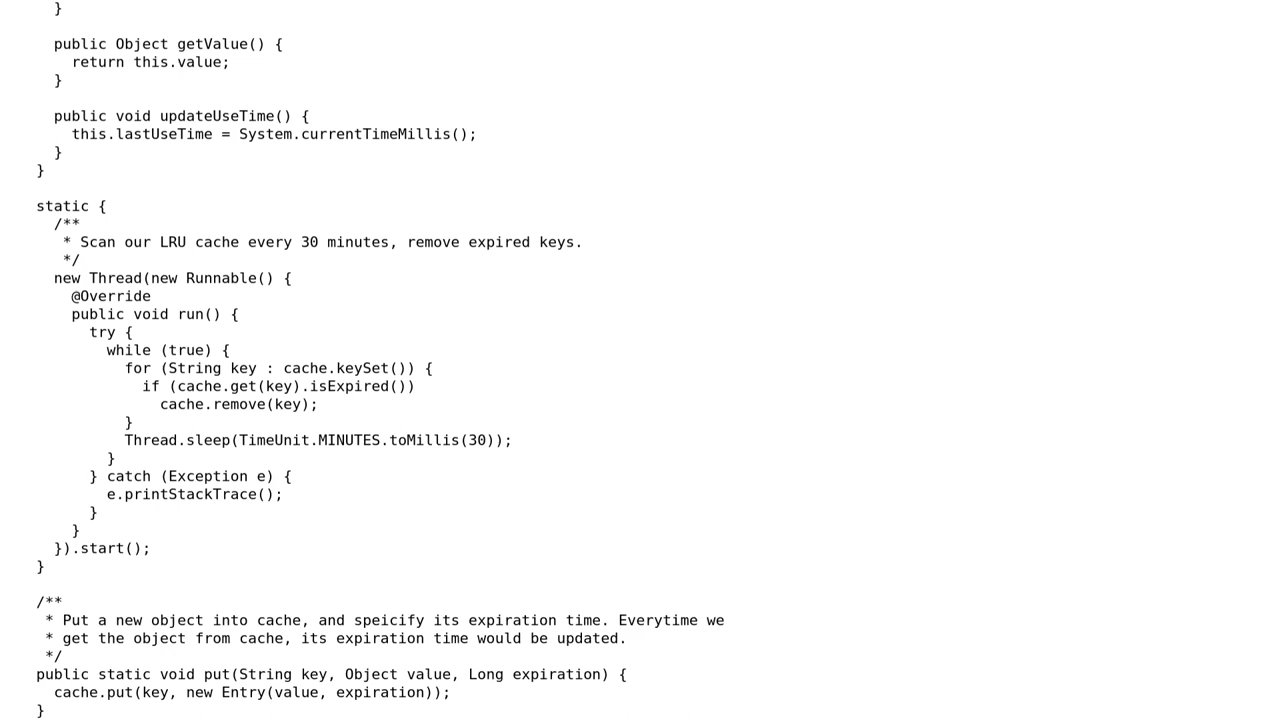 }
public Object getValue() {
return this.value;
}
public void updateUseTime() {
this.lastUseTime = System.currentTimeMillis();
}
}
static {
/**
* Scan our LRU cache every 30 minutes, remove expired keys.
*/
new Thread(new Runnable() {
@Override
public void run() {
try {
while (true) {
for (String key : cache.keySet()) {
if (cache.get(key).isExpired())
cache.remove(key);
}
Thread.sleep(TimeUnit.MINUTES.toMillis(30));
}
} catch (Exception e) {
e.printStackTrace();
}
}
}).start();
}
/**
* Put a new object into cache, and speicify its expiration time. Everytime we
* get the object from cache, its expiration time would be updated.
*/
public static void put(String key, Object value, Long expiration) {
cache.put(key, new Entry(value, expiration));
}